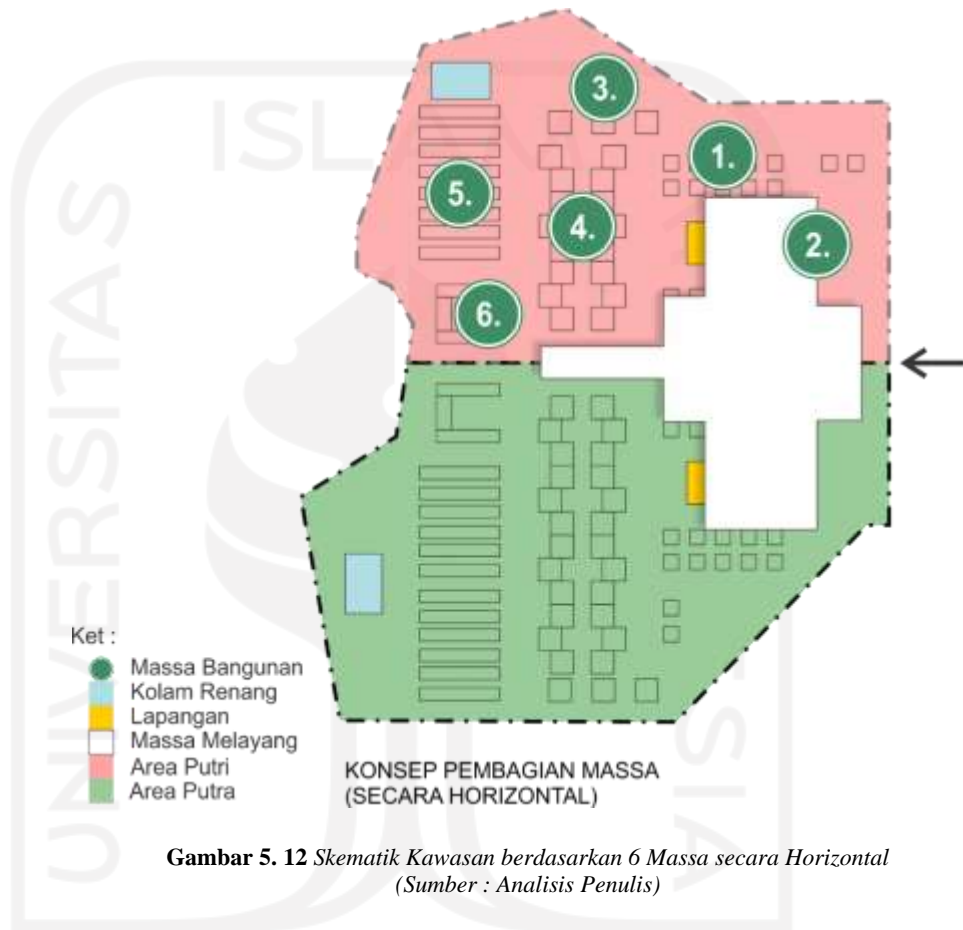 3.
1.
5.
4.
2.
6.
Ket :
Massa Bangunan
Kolam Renang
Lapangan
Massa Melayang
Area Putri
Area Putra
KONSEP PEMBAGIAN MASSA
(SECARA HORIZONTAL)
Gambar 5. 12 Skematik Kawasan berdasarkan 6 Massa secara Horizontal
(Sumber : Analisis Penulis)